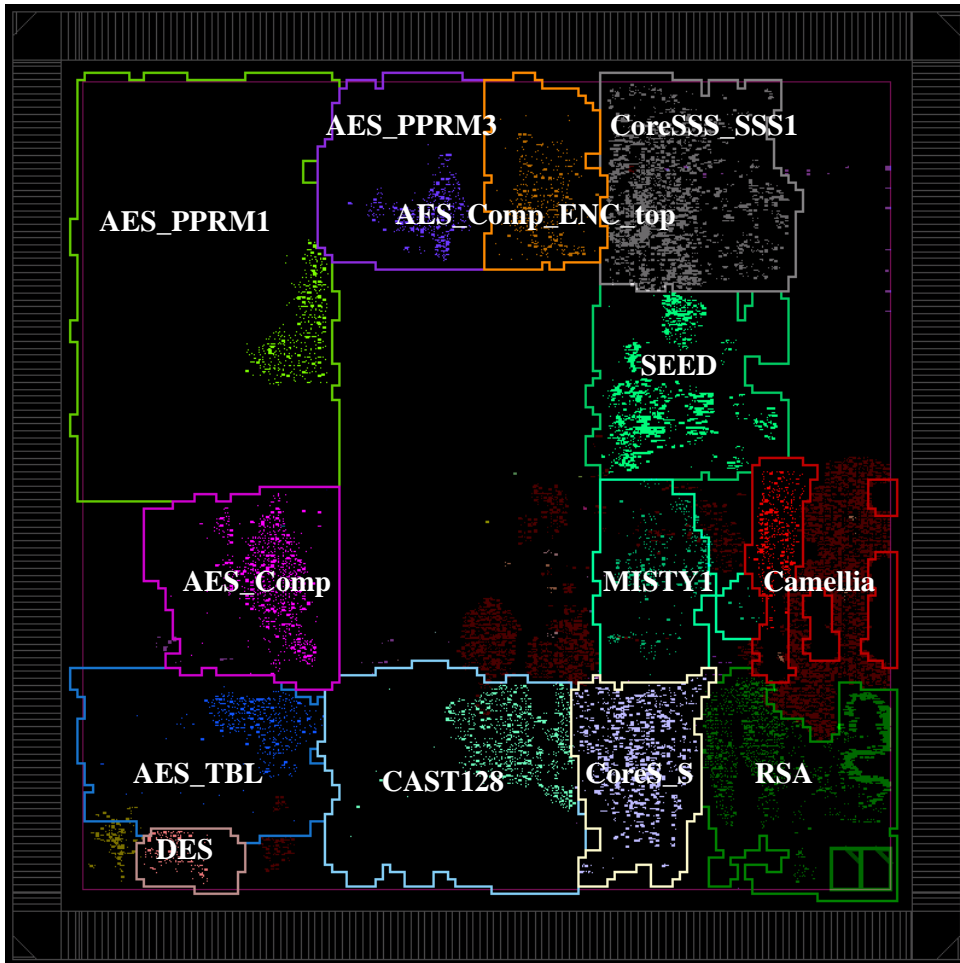 AES_PPRM3
CoreSSS_SSS1
AES_PPRM1
AES_Comp_ENC_top
SEED
AES_Comp
MISTY1
Camellia
AES_TBL
CAST128
CoreS_S
RSA
DES